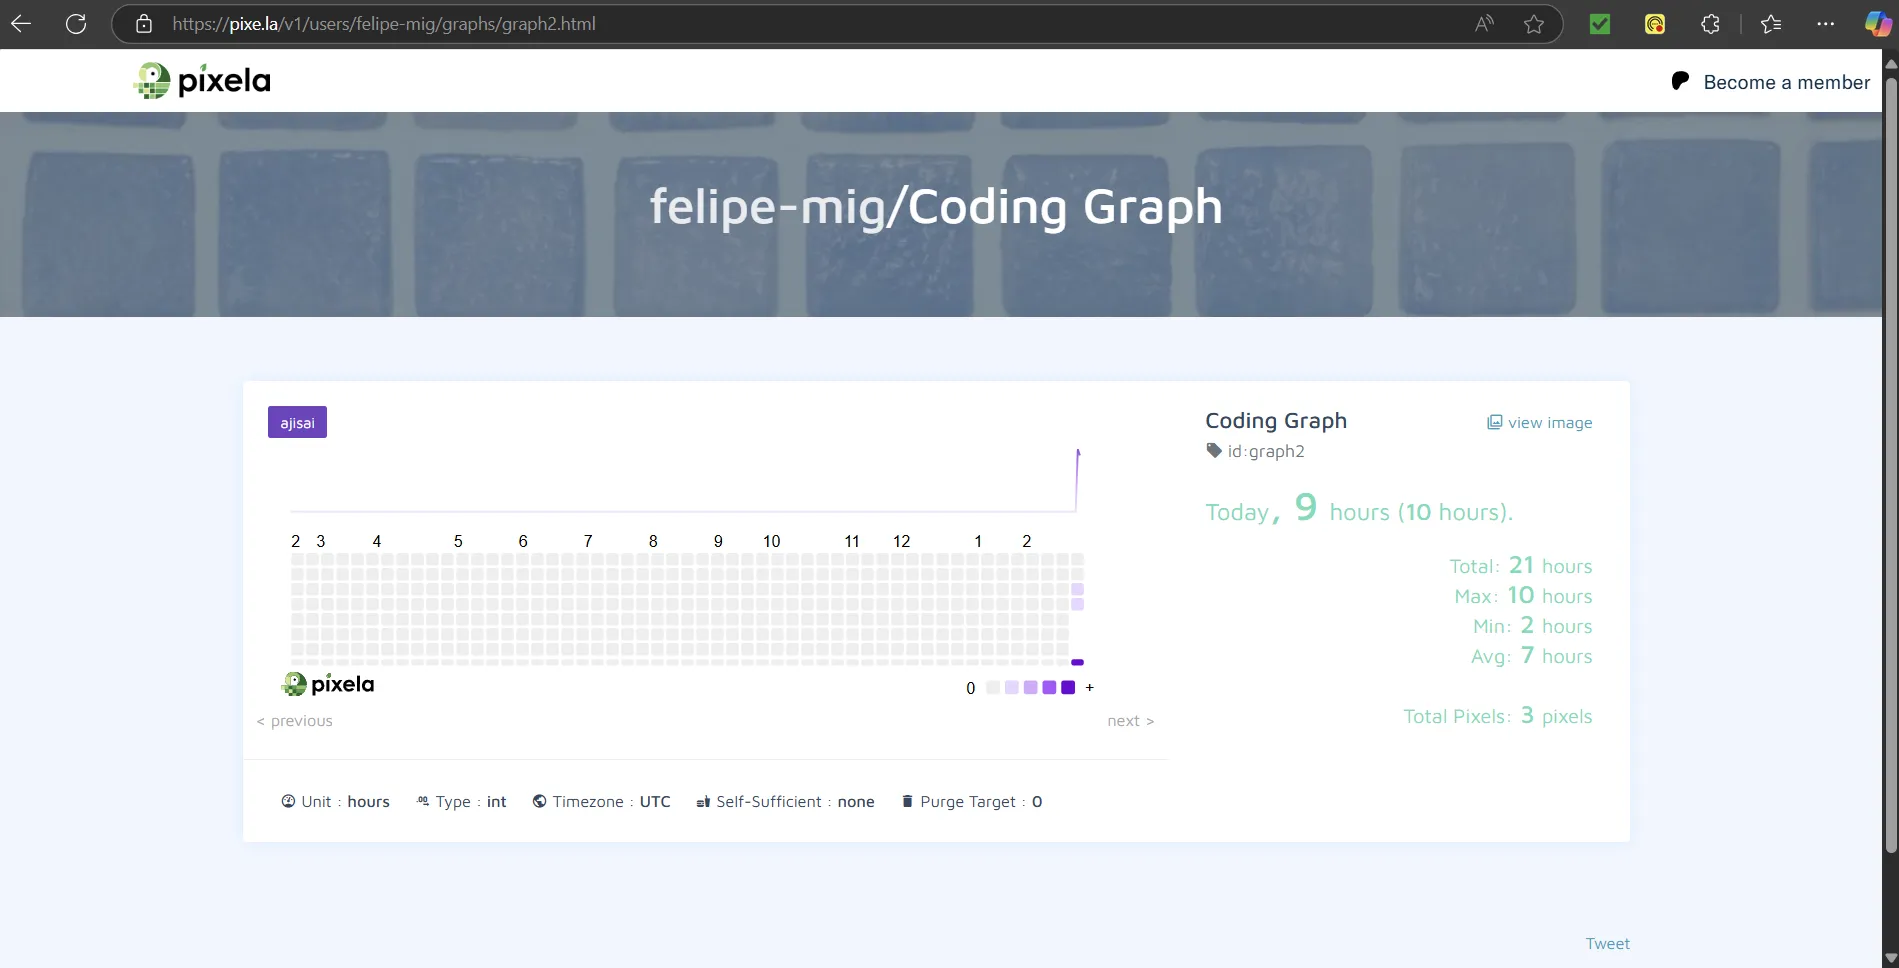 https://pixe.la/v1/users/felipe-mig/graphs/graph2.html
pixela
Become a member
felipe-mig/Coding Graph
ajisai
2 3 4 5 6 7 8 9 10 11 12 1 2
pixela
0 +
< previous
next >
Unit : hours
Type : int
Timezone : UTC
Self-Sufficient : none
Purge Target : 0
Coding Graph
view image
id:graph2
Today, 9 hours (10 hours).
Total: 21 hours
Max: 10 hours
Min: 2 hours
Avg: 7 hours
Total Pixels: 3 pixels
Tweet